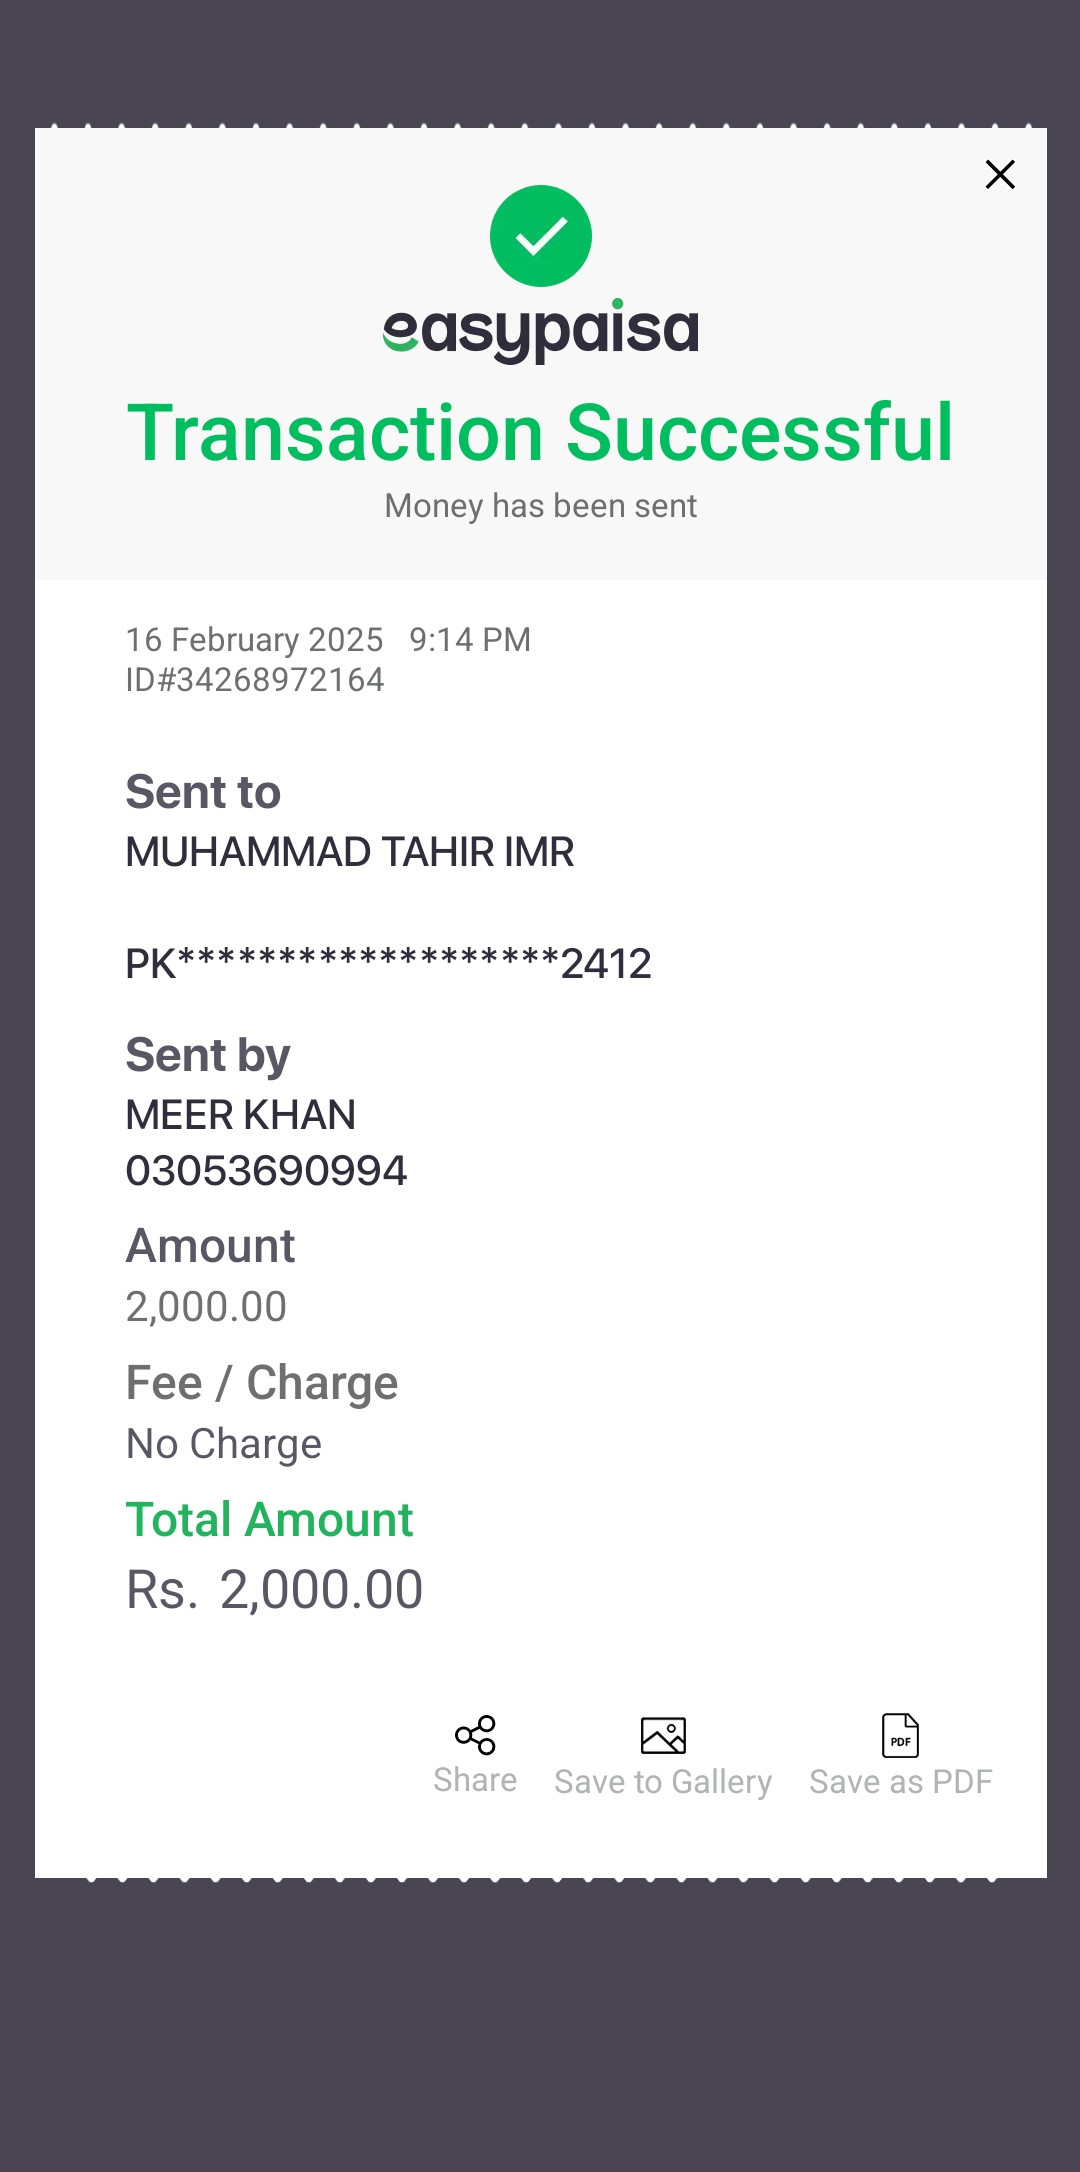 easypaisa
Transaction Successful
Money has been sent
16 February 2025 9:14 PM
ID#34268972164
Sent to
MUHAMMAD TAHIR IMR
PK*******************2412
Sent by
MEER KHAN
03053690994
Amount
2,000.00
Fee / Charge
No Charge
Total Amount
Rs. 2,000.00
PDF
Share Save to Gallery Save as PDF